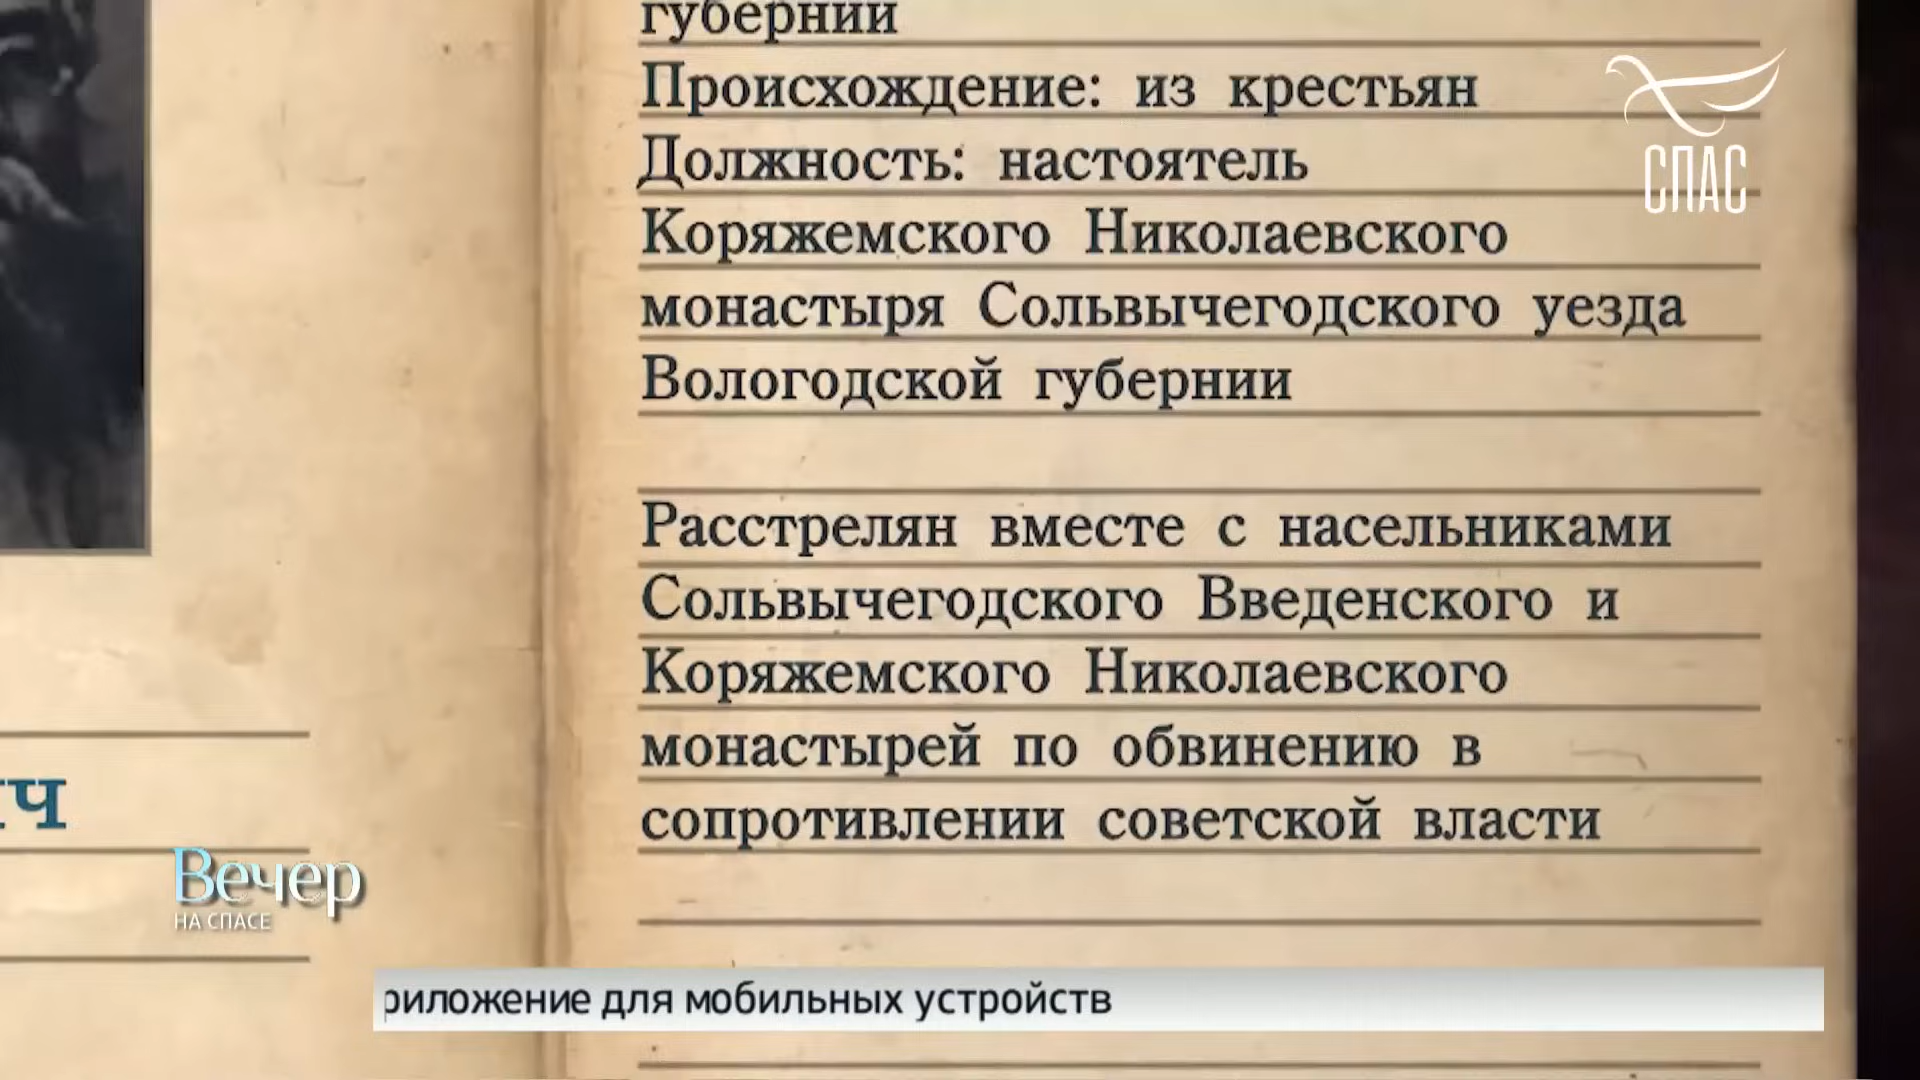 губернии
Происхождение: из крестьян
Должность: настоятель
Коряжемского Николаевского
монастыря Сольвычегодского уезда
Вологодской губернии
Расстрелян вместе с насельниками
Сольвычегодского Введенского и
Коряжемского Николаевского
монастырей по обвинению в
сопротивлении советской власти
СПАС
ич
Вечер
НА СПАСЕ
риложение для мобильных устройств